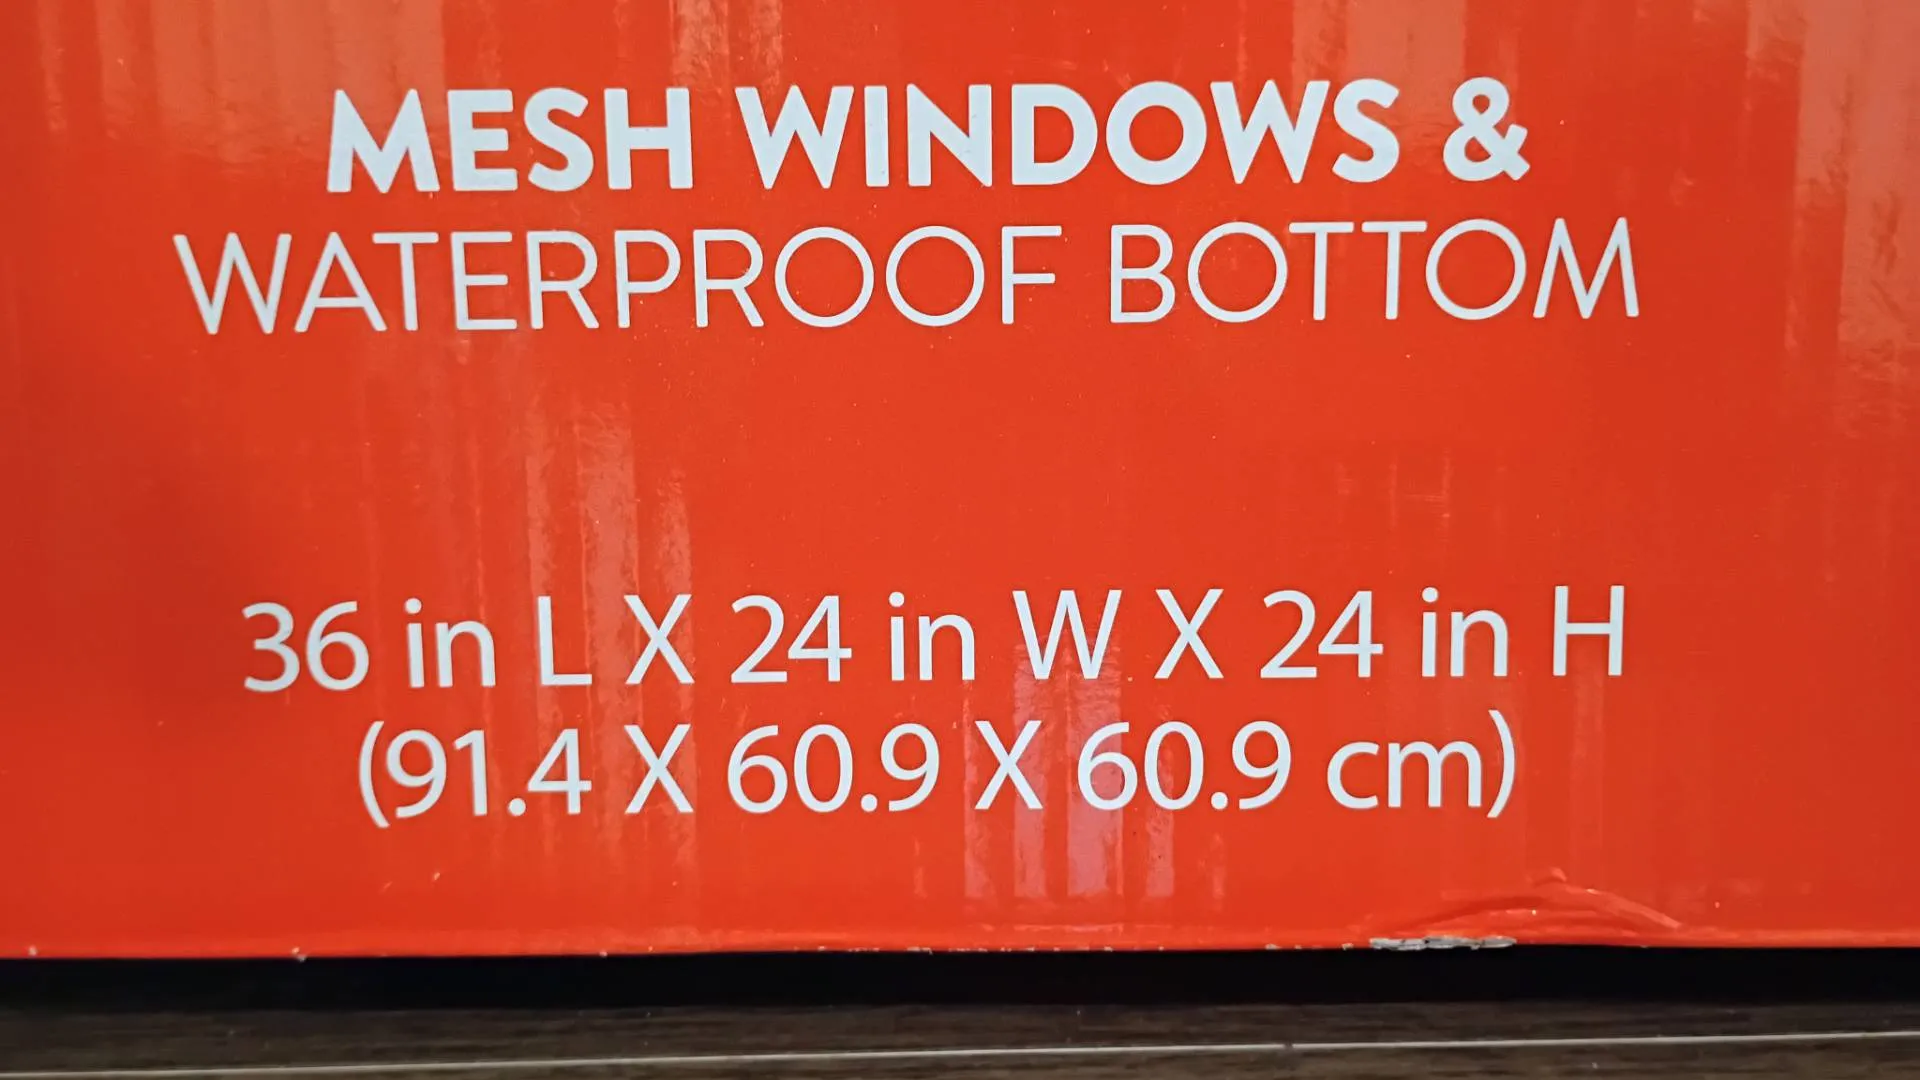 MESH WINDOWS &
WATERPROOF BOTTOM
36 in L X 24 in W X 24 in H
(91.4 X 60.9 X 60.9 cm)